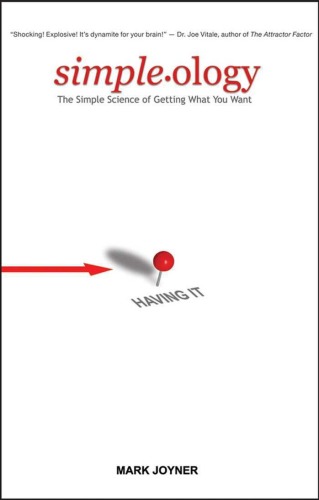 "Shocking! Explosive! It's dynamite for your brain!" — Dr. Joe Vitale, author of The Attractor Factor
simple•ology
The Simple Science of Getting What You Want
HAVING IT
MARK JOYNER